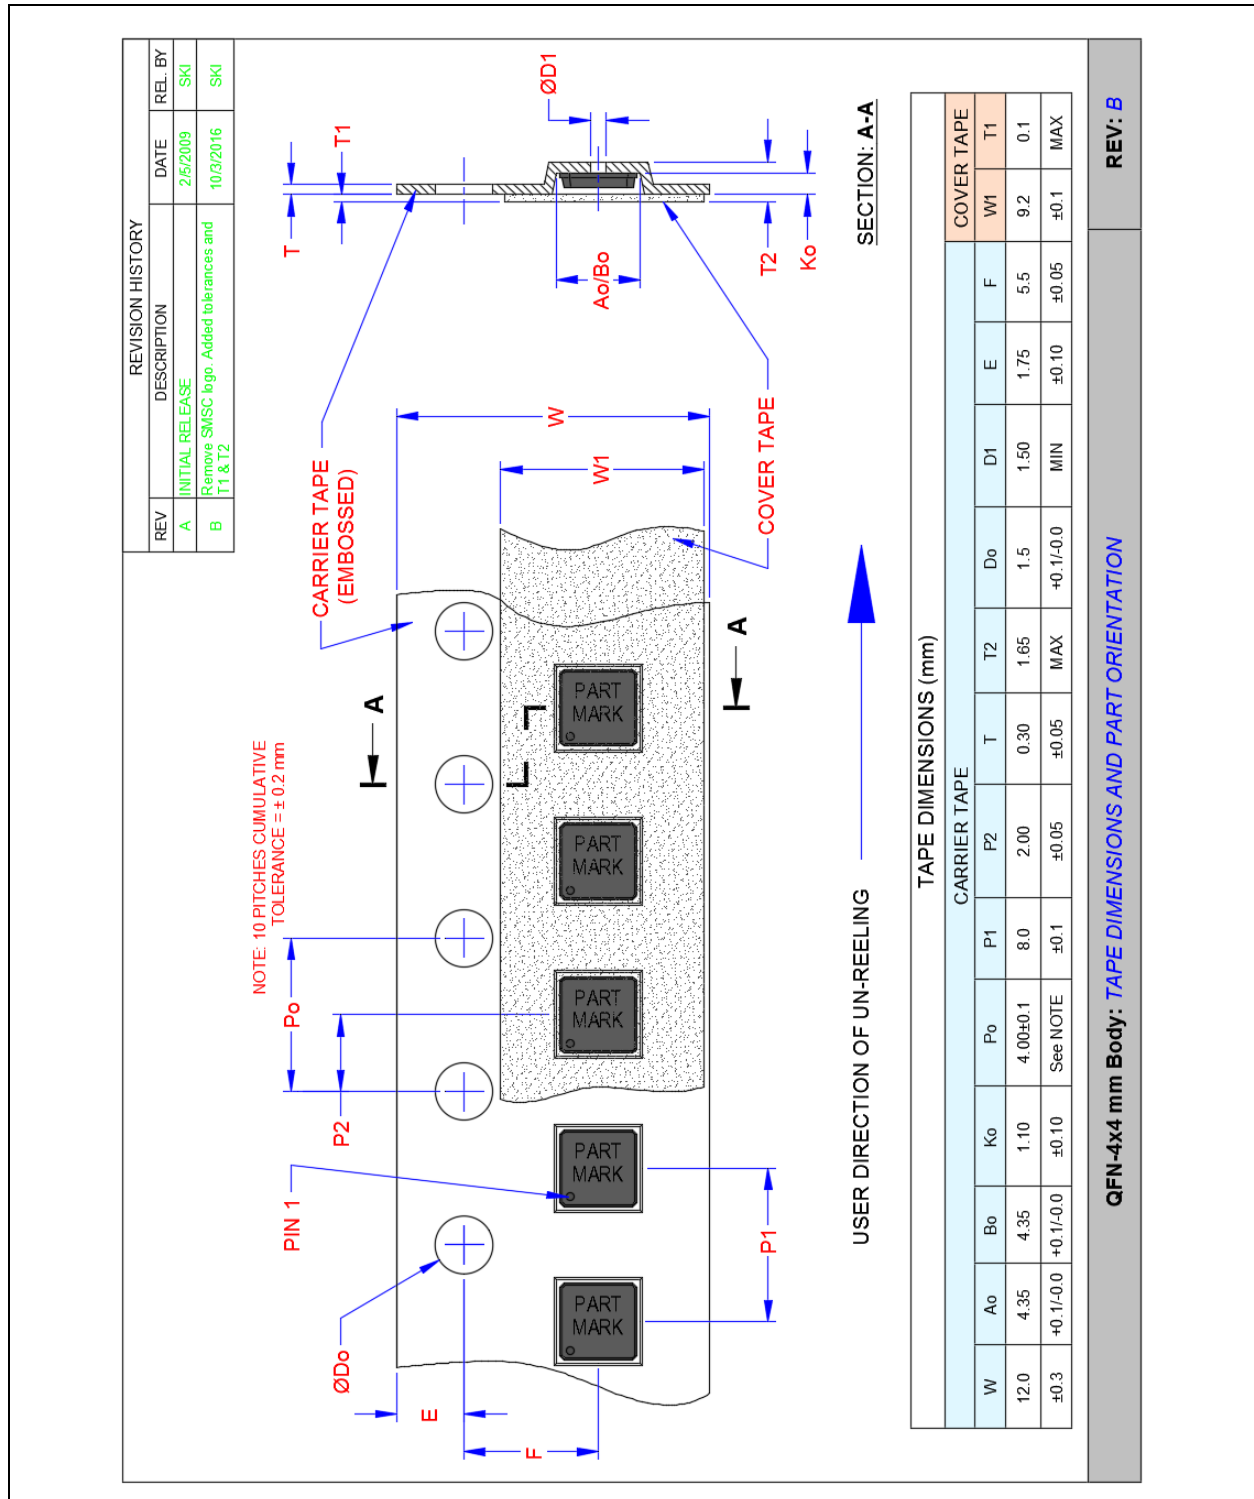 REVISION HISTORY
REV DESCRIPTION DATE REL. BY
A INITIAL RELEASE 2/5/2009 SKI
B Remove SMSC logo. Added tolerances and T1 & T2 10/3/2016 SKI
NOTE: 10 PITCHES CUMULATIVE
TOLERANCE = ± 0.2 mm
CARRIER TAPE
(EMBOSSED)
T
T1
ØD1
Ao/Bo
T2
Ko
SECTION: A-A
Po
P2
PIN 1
ØDo
E
F
A
A
W
W1
COVER TAPE
PART
MARK
PART
MARK
PART
MARK
PART
MARK
PART
MARK
P1
USER DIRECTION OF UN-REELING
TAPE DIMENSIONS (mm)
CARRIER TAPE COVER TAPE
W Ao Bo Ko Po P1 P2 T T2 Do D1 E F W1 T1
12.0 4.35 4.35 1.10 4.00±0.1 8.0 2.00 0.30 1.65 1.5 1.50 1.75 5.5 9.2 0.1
±0.3 +0.1/-0.0 +0.1/-0.0 ±0.10 See NOTE ±0.1 ±0.05 ±0.05 MAX +0.1/-0.0 MIN ±0.10 ±0.05 ±0.1 MAX
QFN-4x4 mm Body: TAPE DIMENSIONS AND PART ORIENTATION REV: B